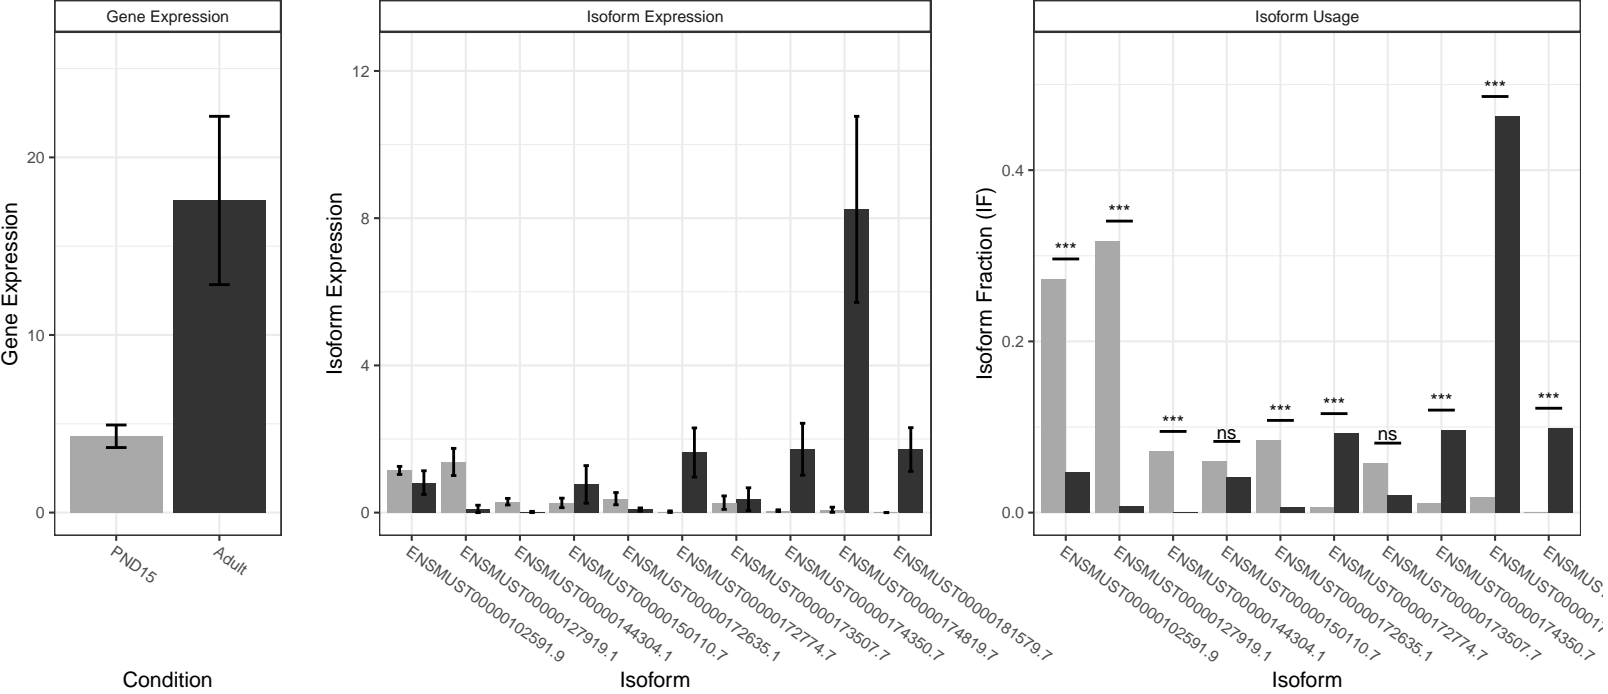 Gene Expression
Isoform Expression
Isoform Usage
Gene Expression
20
10
0
PND15
Adult
Condition
Isoform Expression
12
8
4
0
ENSMUST00000102591.9
ENSMUST00000127919.1
ENSMUST00000144304.1
ENSMUST00000150110.7
ENSMUST00000172635.1
ENSMUST00000172774.7
ENSMUST00000173507.7
ENSMUST00000174350.7
ENSMUST00000174819.7
ENSMUST00000181579.7
Isoform
Isoform Fraction (IF)
0.4
0.2
0.0
***
***
***
ns
***
***
ns
***
***
***
ENSMUST00000102591.9
ENSMUST00000127919.1
ENSMUST00000144304.1
ENSMUST00000150110.7
ENSMUST00000172635.1
ENSMUST00000172774.7
ENSMUST00000173507.7
ENSMUST00000174350.7
Isoform